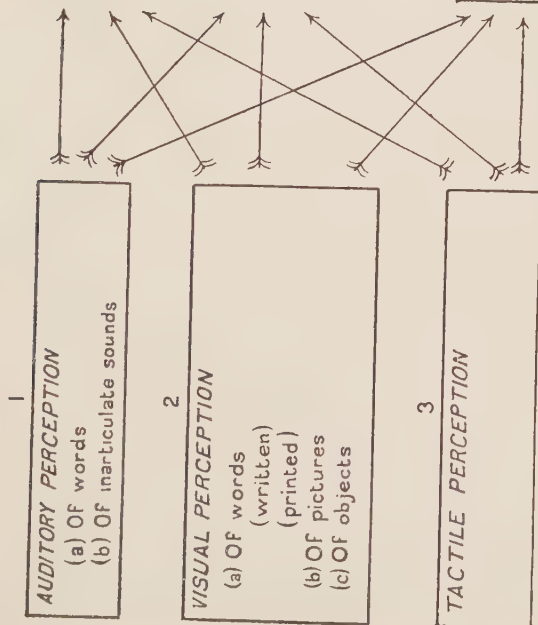 1
AUDITORY PERCEPTION
(a) Of words
(b) Of inarticulate sounds
2
VISUAL PERCEPTION
(a) Of words
(written)
(printed)
(b) Of pictures
(c) Of objects
3
TACTILE PERCEPTION